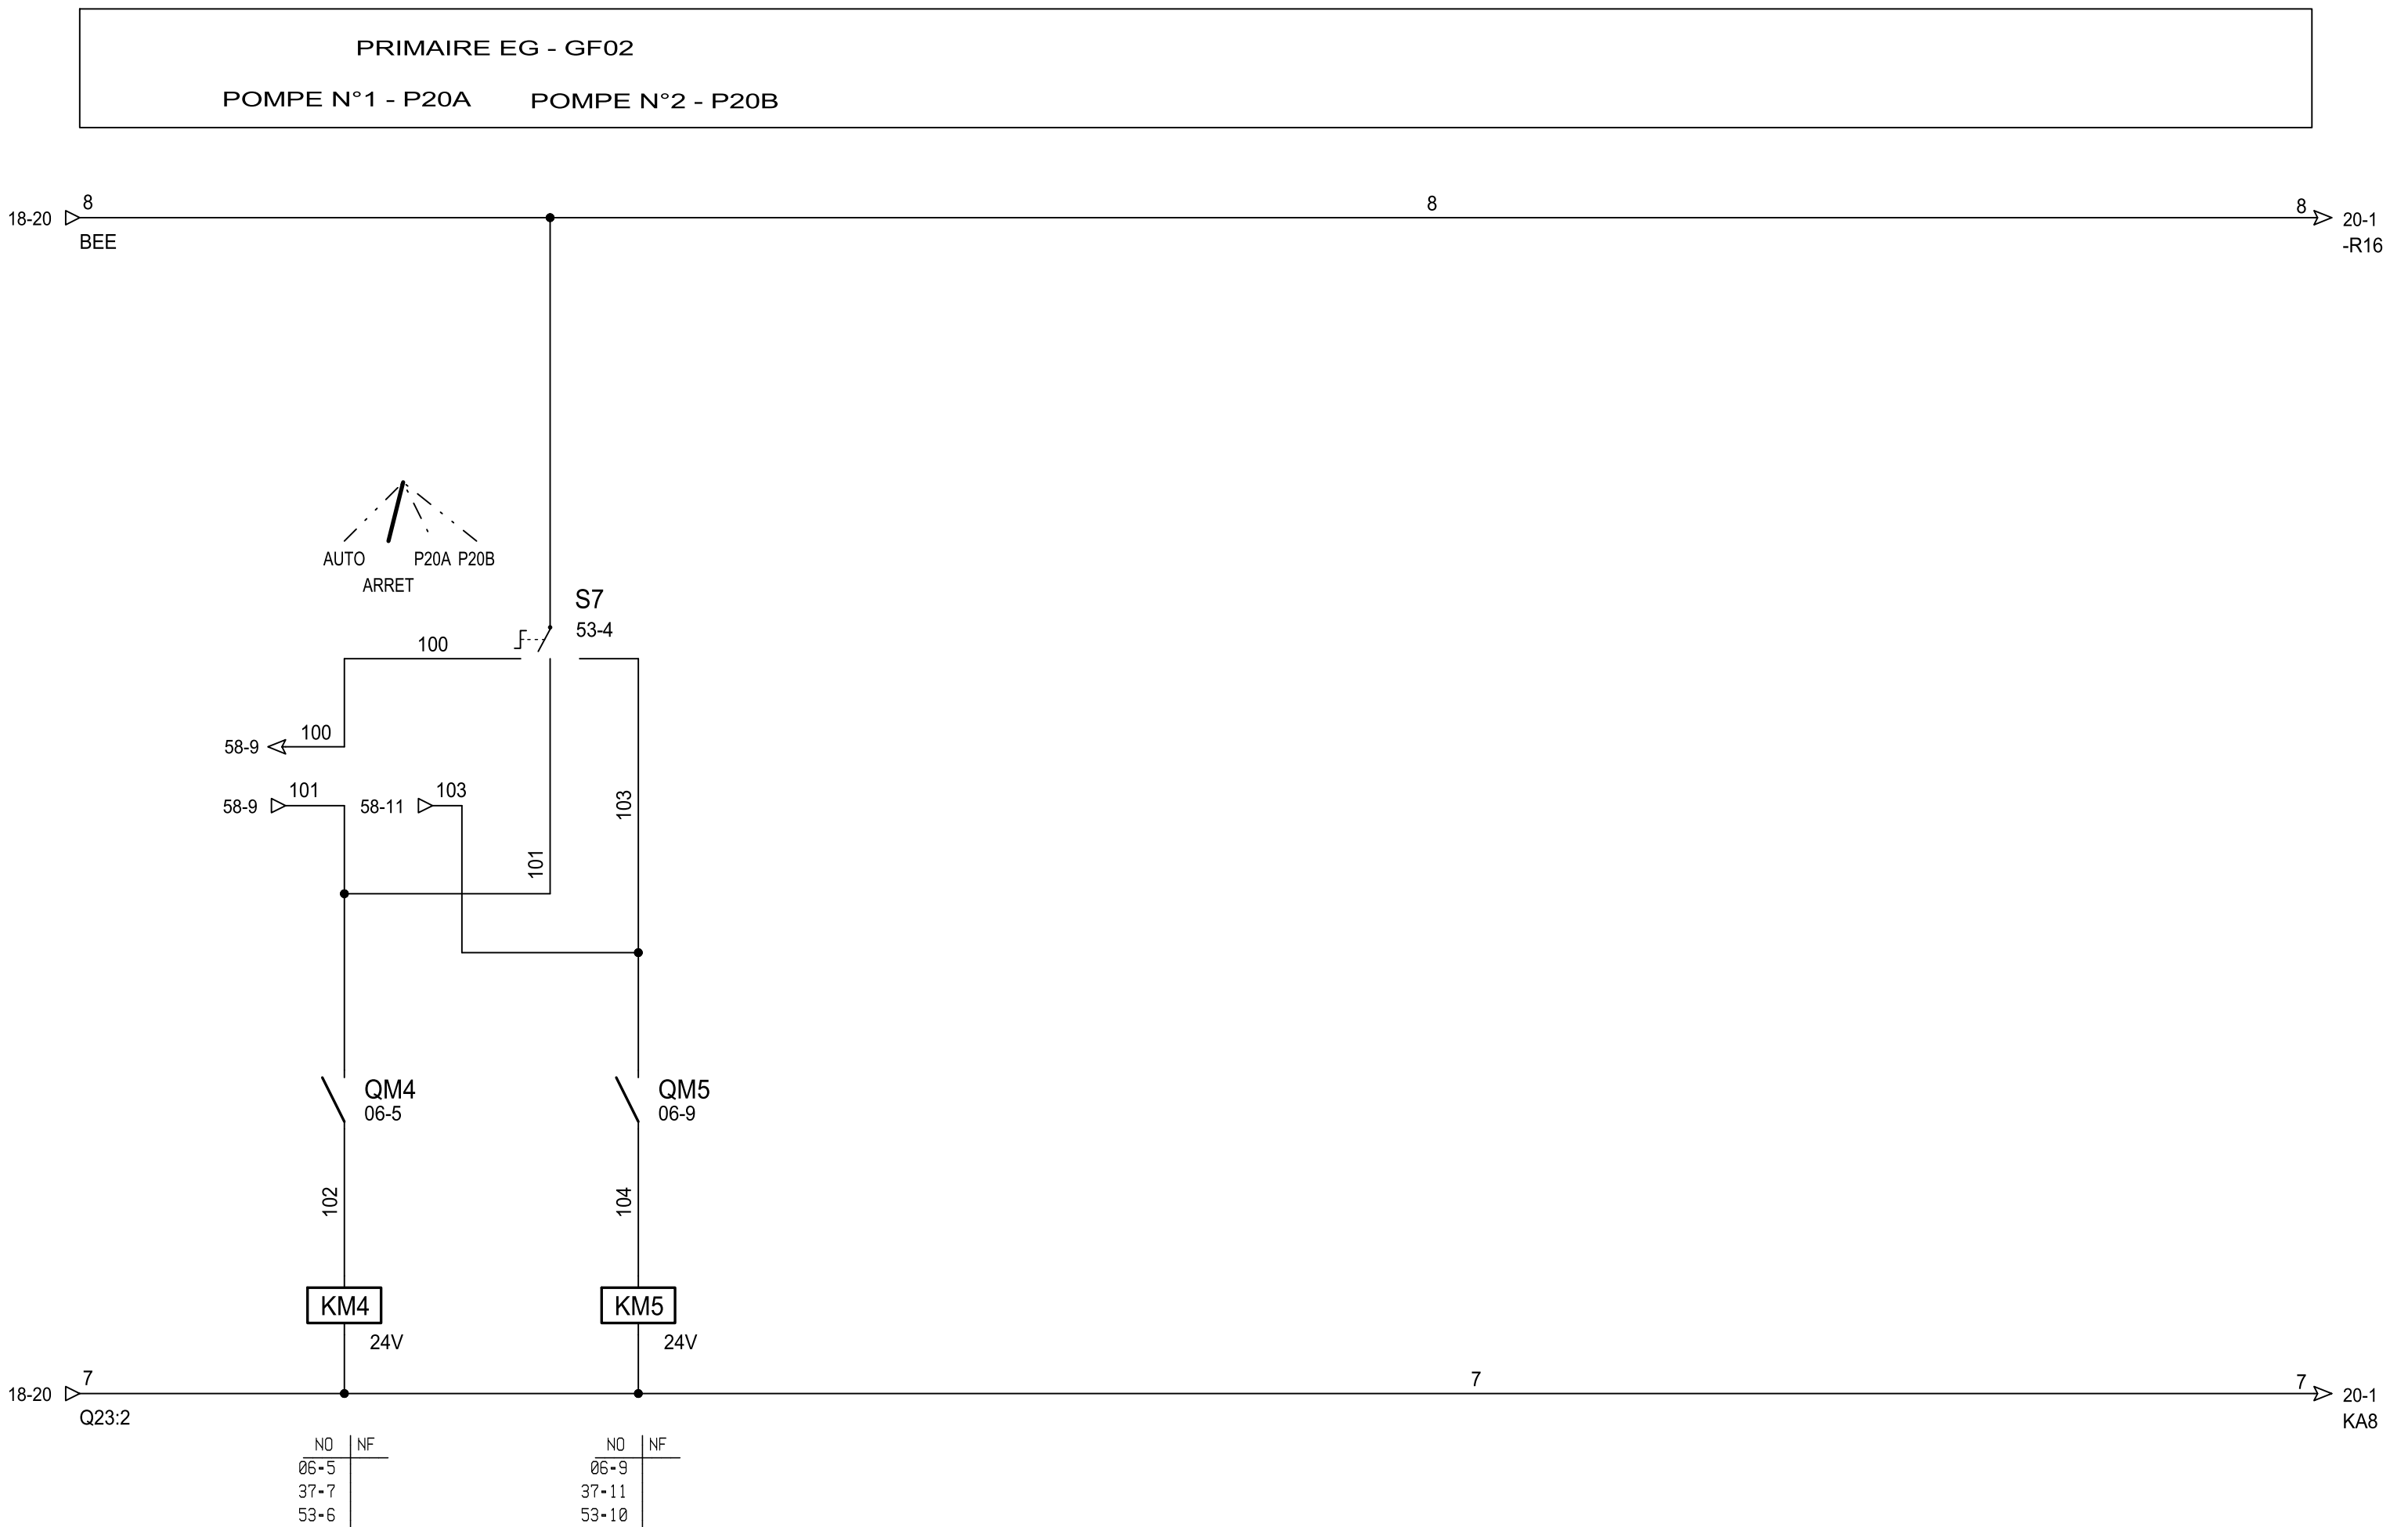 PRIMAIRE EG - GF02
POMPE N°1 - P20A POMPE N°2 - P20B
8 8 8
18-20 20-1
BEE -R16
AUTO P20A P20B
ARRET
S7
53-4
100
100
58-9
101 103
58-9 58-11
103
101
QM4 QM5
06-5 06-9
102 104
KM4 KM5
24V 24V
7 7 7
18-20 20-1
Q23:2 KA8
NO NF NO NF
06-5 06-9
37-7 37-11
53-6 53-10